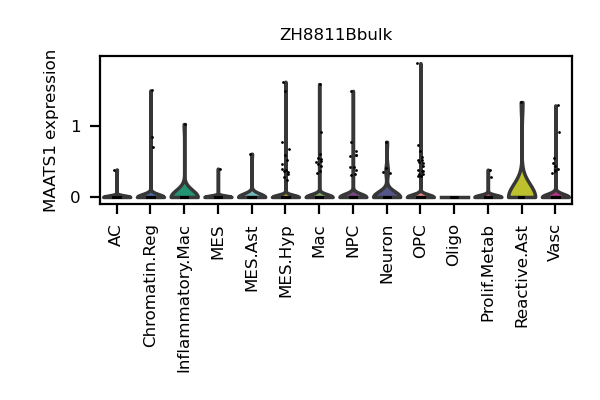 ZH8811Bbulk
MAATS1 expression
1
0
AC
Chromatin.Reg
Inflammatory.Mac
MES
MES.Ast
MES.Hyp
Mac
NPC
Neuron
OPC
Oligo
Prolif.Metab
Reactive.Ast
Vasc